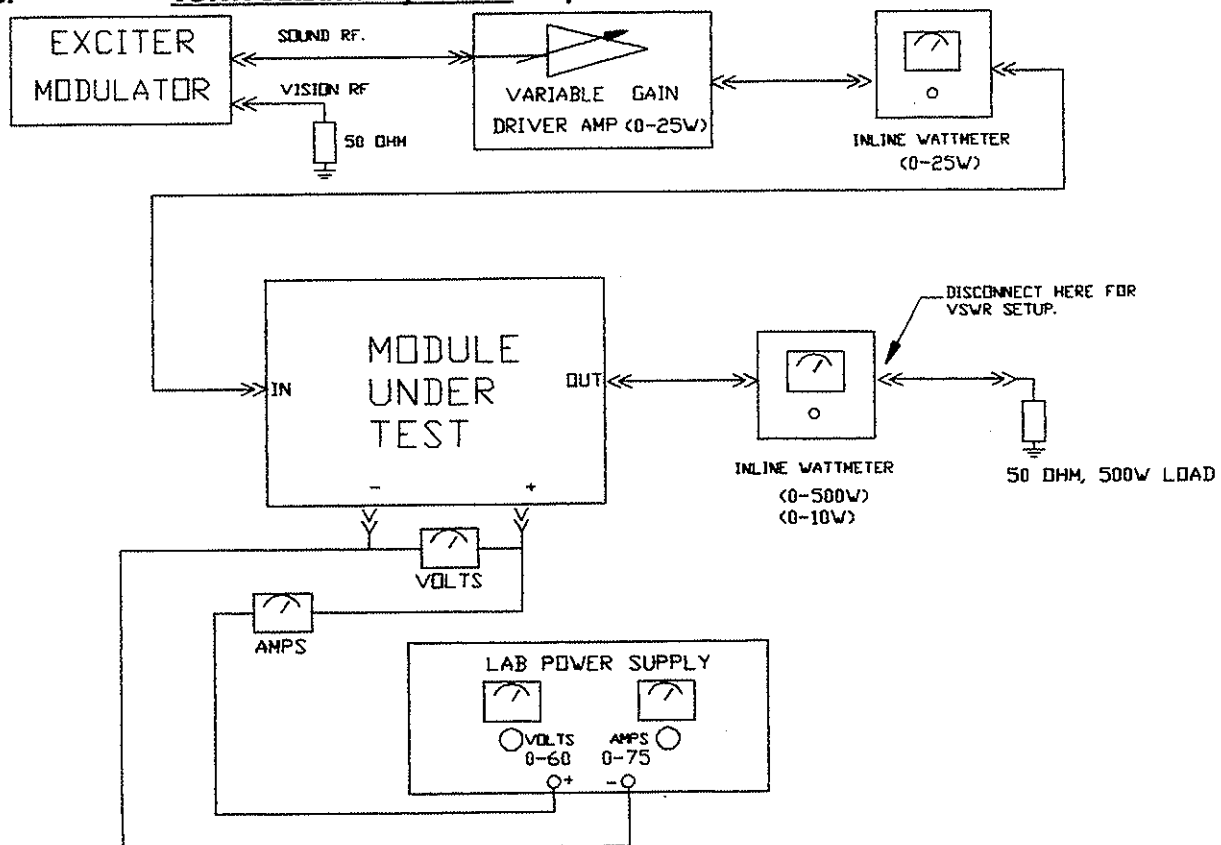 EXCITER
MODULATOR
SOUND RF.
VISION RF
50 OHM
VARIABLE GAIN
DRIVER AMP (0-25W)
INLINE WATTMETER
(0-25W)
DISCONNECT HERE FOR
VSWR SETUP.
MODULE
UNDER
TEST
IN
OUT
- +
INLINE WATTMETER
(0-500W)
(0-10W)
50 OHM, 500W LOAD
VOLTS
AMPS
LAB POWER SUPPLY
VOLTS AMPS
0-60 0-75
+ -